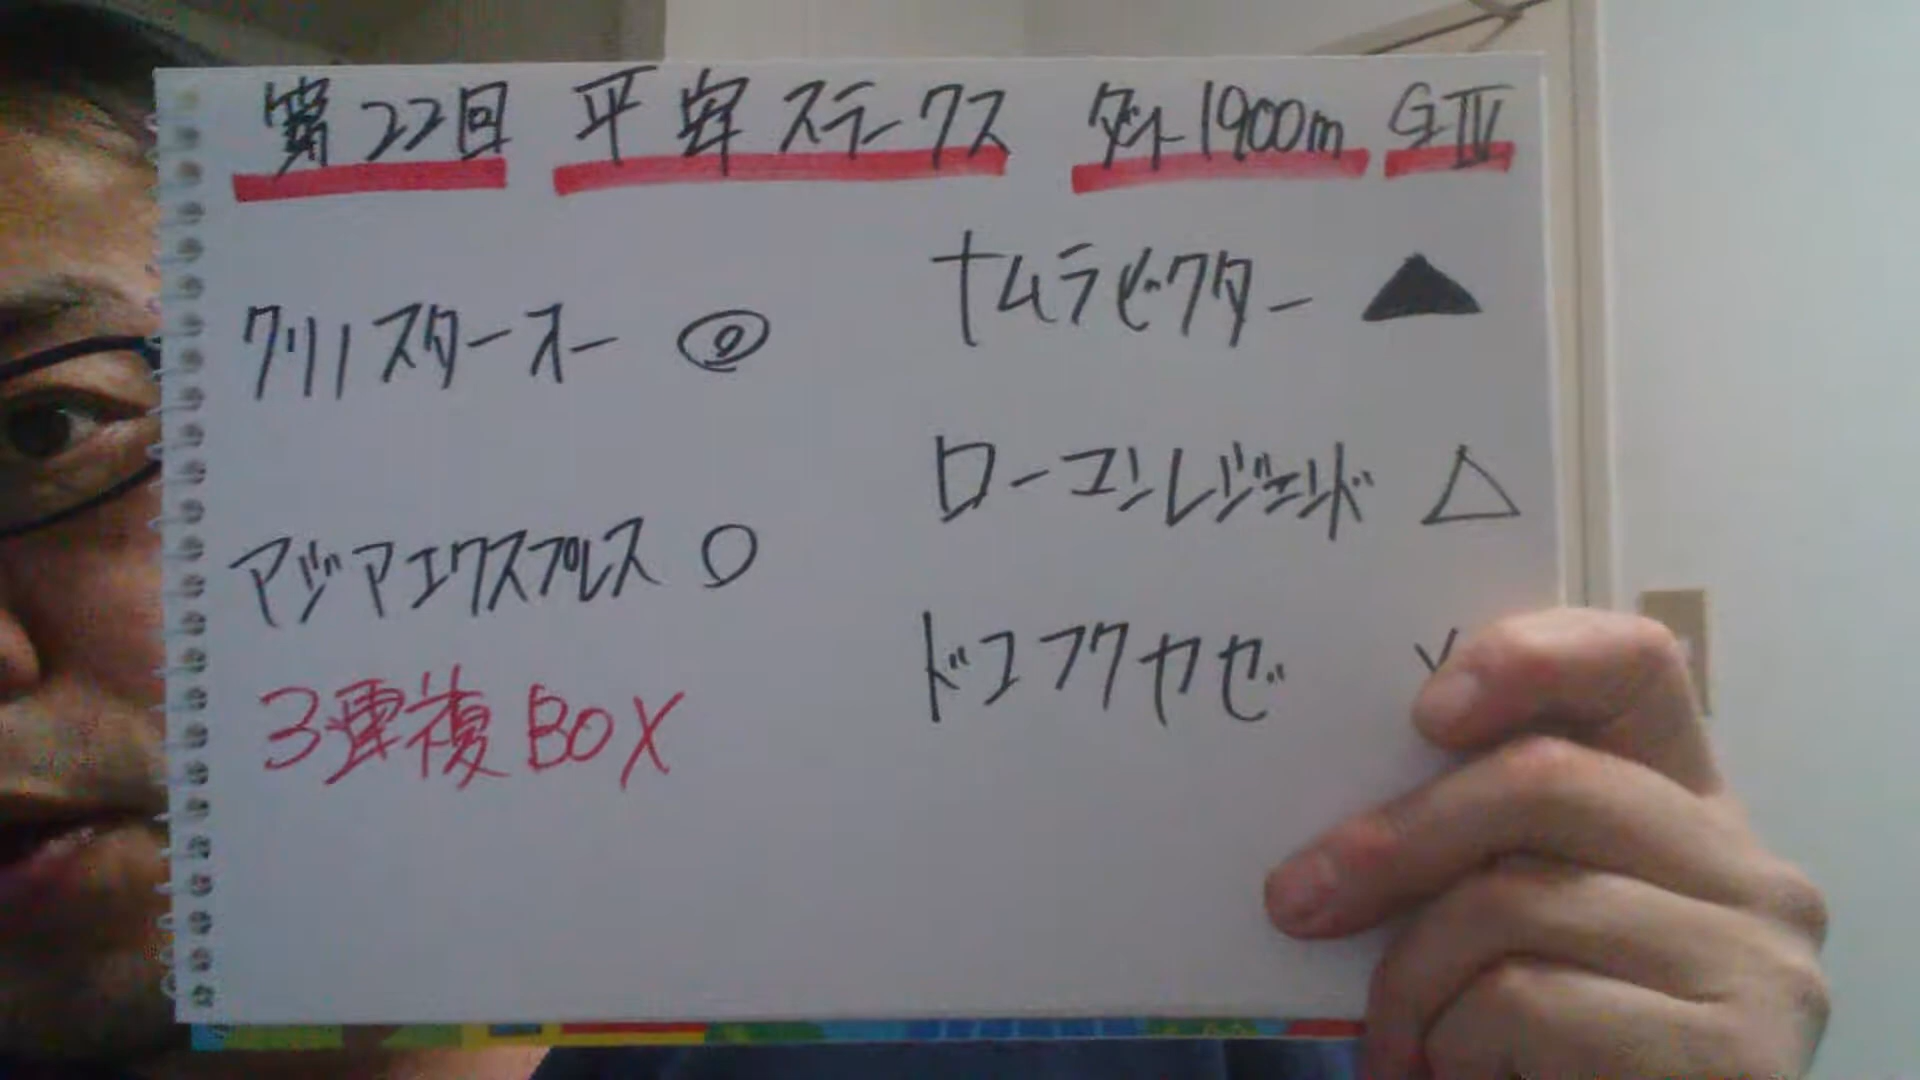 第22回 平安ステークス ダート1900m GⅣ
クリノスターオー ◎
アジアエクスプレス ○
3連複BOX
ナムラビクター ▲
ローマンレジェンド △
ドコフクカゼ